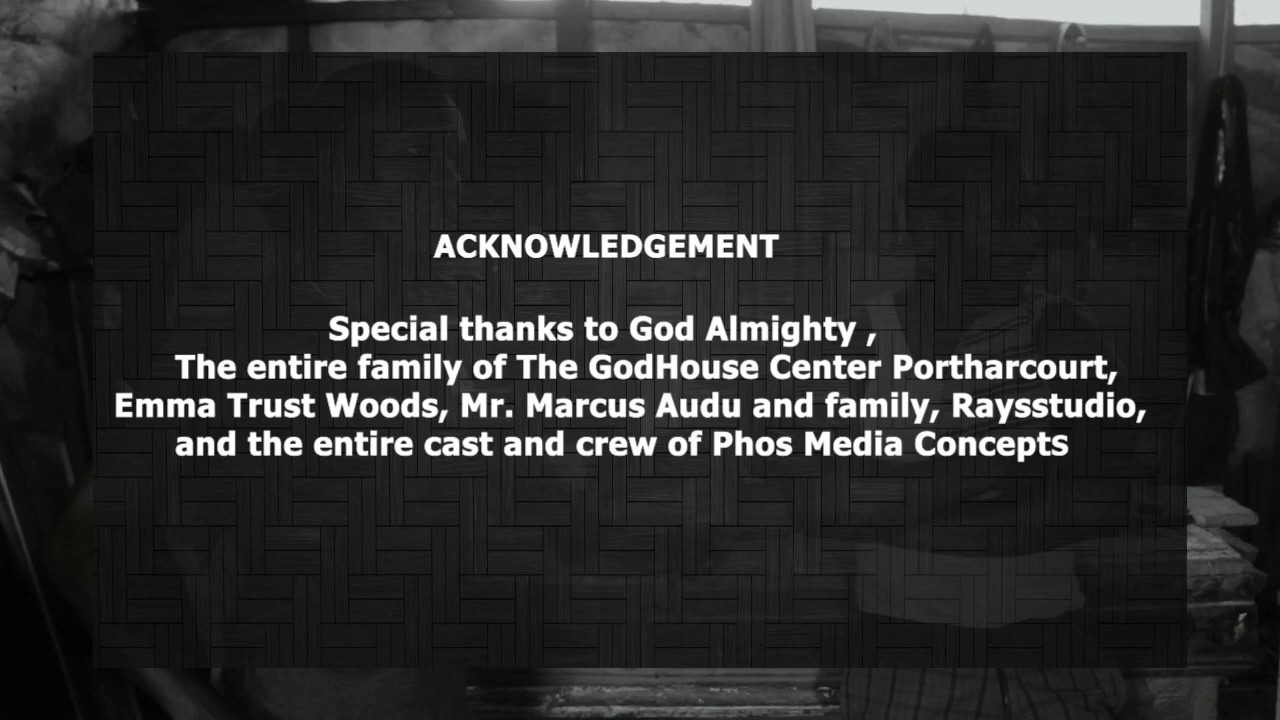 ACKNOWLEDGEMENT
Special thanks to God Almighty ,
The entire family of The GodHouse Center Portharcourt,
Emma Trust Woods, Mr. Marcus Audu and family, Raysstudio,
and the entire cast and crew of Phos Media Concepts